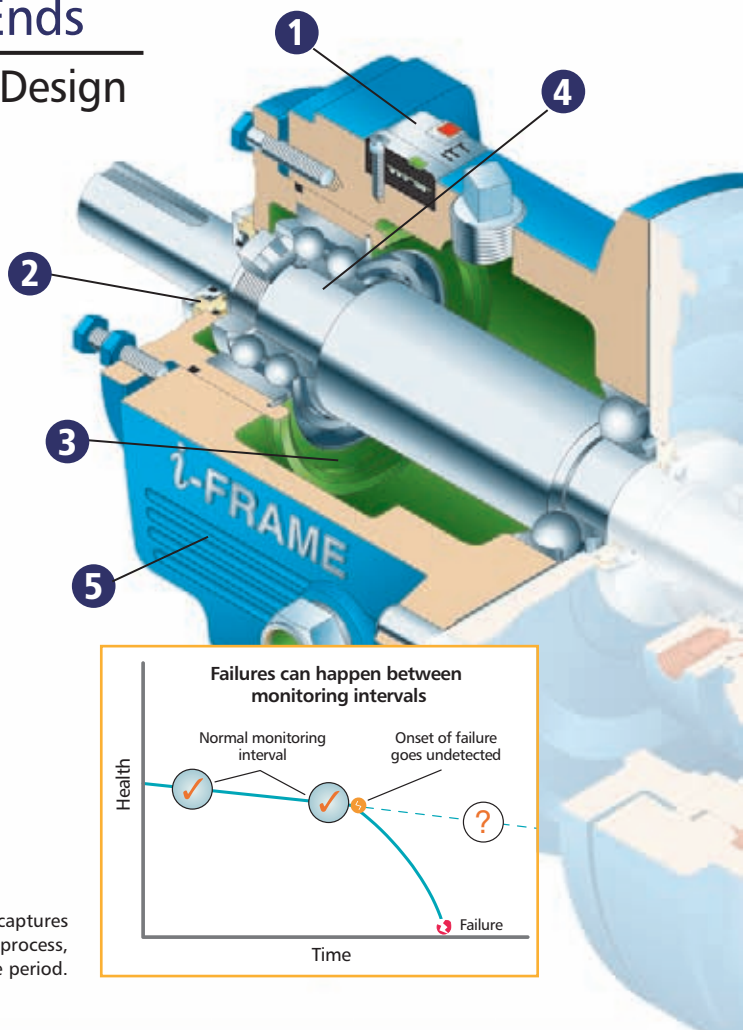 Ends
Design
1
4
ITT
2
3
i-FRAME
5
Failures can happen between
monitoring intervals
Normal monitoring
interval
Onset of failure
goes undetected
Health
?
Failure
Time
captures
process,
period.